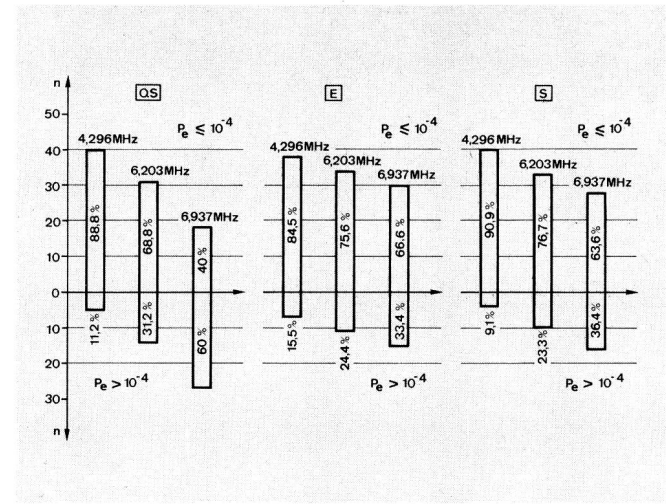 n
QS
E
S
Pe ≤ 10⁻⁴
Pe ≤ 10⁻⁴
Pe ≤ 10⁻⁴
50
4,296MHz
4,296MHz
4,296MHz
40
6,203MHz
6,203MHz
6,203MHz
6,937MHz
6,937MHz
30
6,937MHz
20
88,8 %
68,8 %
40 %
84,5 %
75,6 %
66,6 %
90,9 %
76,7 %
63,6 %
10
0
11,2 %
31,2 %
60 %
15,5 %
24,4 %
33,4 %
9,1 %
23,3 %
36,4 %
10
20
Pe > 10⁻⁴
Pe > 10⁻⁴
Pe > 10⁻⁴
30
n